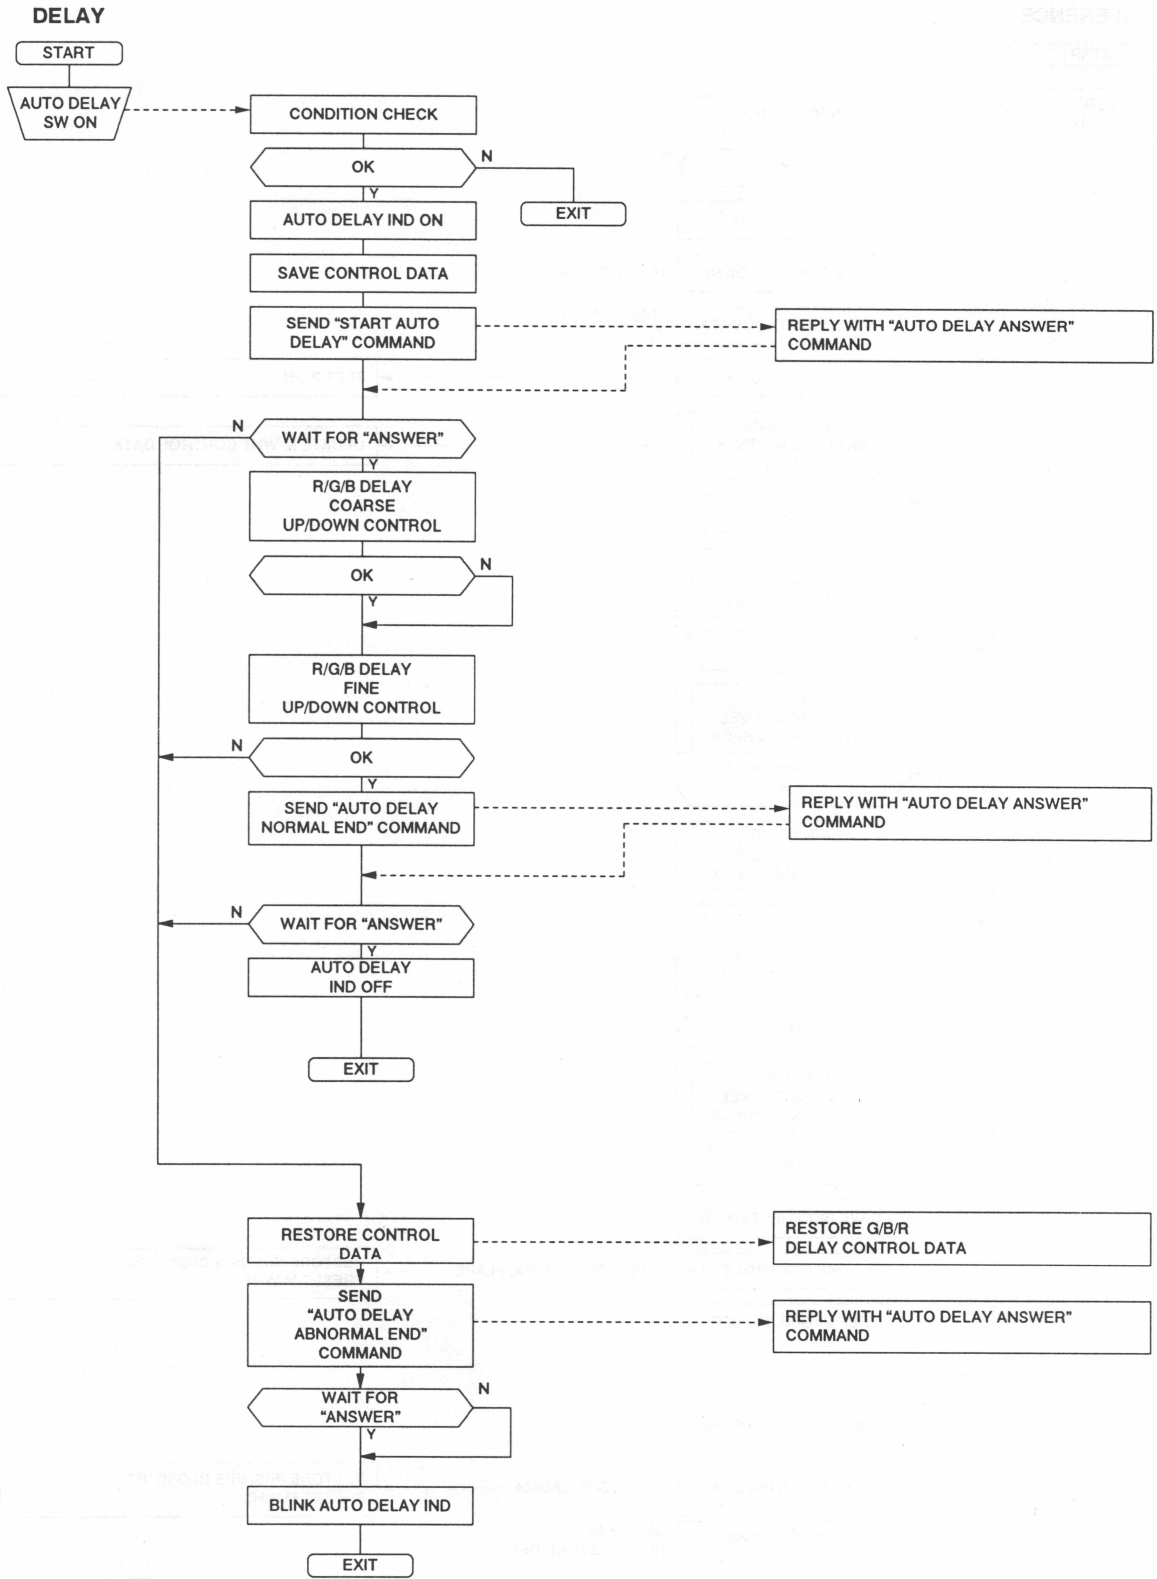 DELAY
START
AUTO DELAY
SW ON
CONDITION CHECK
OK
N
Y
EXIT
AUTO DELAY IND ON
SAVE CONTROL DATA
SEND “START AUTO
DELAY” COMMAND
REPLY WITH “AUTO DELAY ANSWER”
COMMAND
N
WAIT FOR “ANSWER”
Y
R/G/B DELAY
COARSE
UP/DOWN CONTROL
N
OK
Y
R/G/B DELAY
FINE
UP/DOWN CONTROL
N
OK
Y
SEND “AUTO DELAY
NORMAL END” COMMAND
REPLY WITH “AUTO DELAY ANSWER”
COMMAND
N
WAIT FOR “ANSWER”
Y
AUTO DELAY
IND OFF
EXIT
RESTORE CONTROL
DATA
RESTORE G/B/R
DELAY CONTROL DATA
SEND
“AUTO DELAY
ABNORMAL END”
COMMAND
REPLY WITH “AUTO DELAY ANSWER”
COMMAND
WAIT FOR
“ANSWER”
N
Y
BLINK AUTO DELAY IND
EXIT